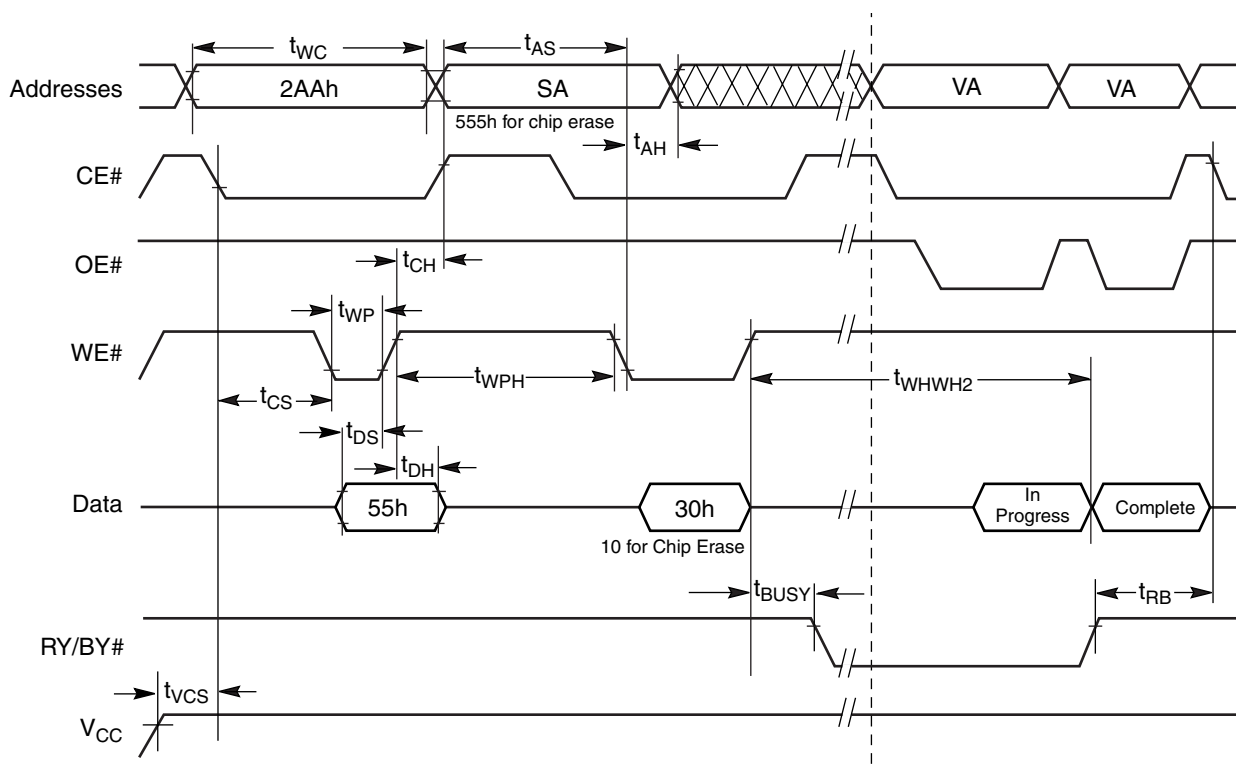 tWC
tAS
Addresses
2AAh
SA
VA
VA
555h for chip erase
tAH
CE#
OE#
tCH
tWP
WE#
tWPH
tWHWH2
tCS
tDS
tDH
Data
55h
30h
In
Progress
Complete
10 for Chip Erase
tBUSY
tRB
RY/BY#
tVCS
VCC